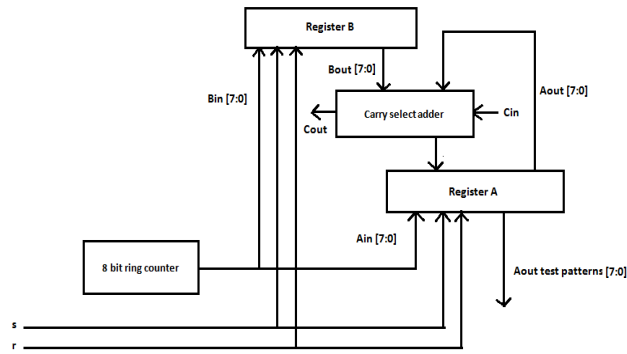 Register B
Bout [7:0]
Aout [7:0]
Bin [7:0]
Carry select adder
Cin
Cout
Register A
Ain [7:0]
8 bit ring counter
Aout test patterns [7:0]
s
r